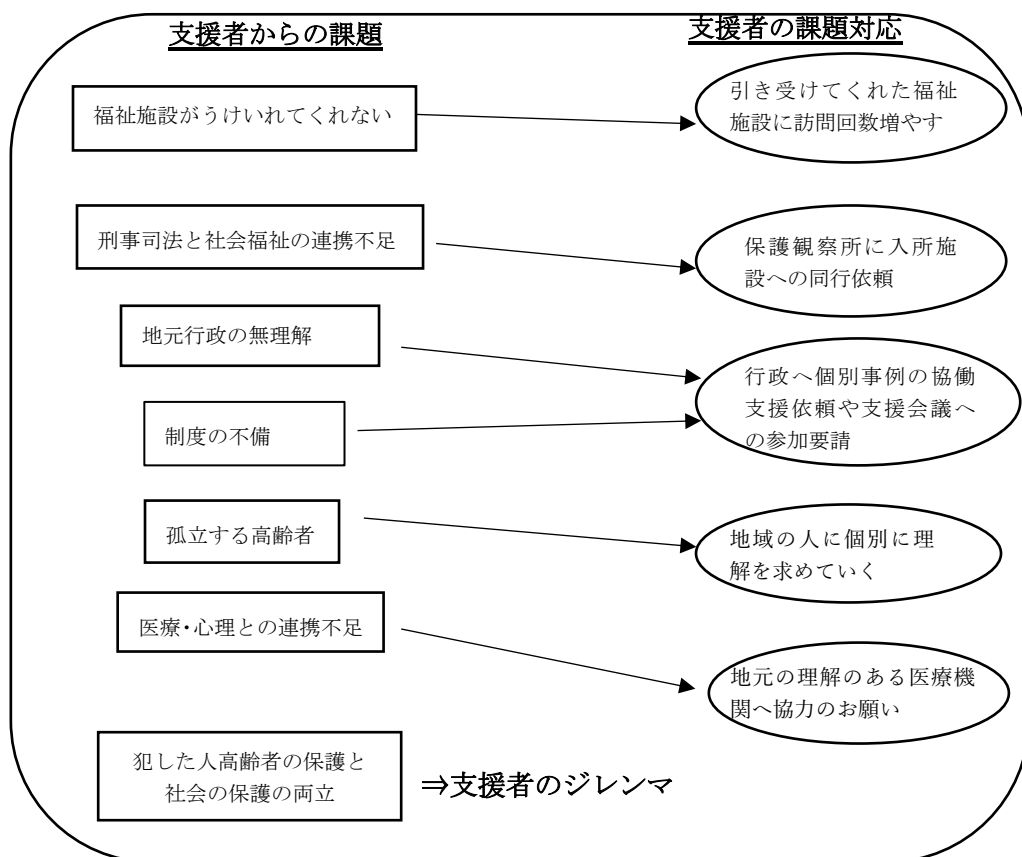 支援者からの課題
支援者の課題対応
福祉施設がうけいれてくれない
引き受けてくれた福祉
施設に訪問回数増やす
刑事司法と社会福祉の連携不足
保護観察所に入所施
設への同行依頼
地元行政の無理解
制度の不備
行政へ個別事例の協働
支援依頼や支援会議へ
の参加要請
孤立する高齢者
地域の人に個別に理
解を求めていく
医療・心理との連携不足
地元の理解のある医療機
関へ協力のお願い
犯した人高齢者の保護と
社会の保護の両立
⇒支援者のジレンマ